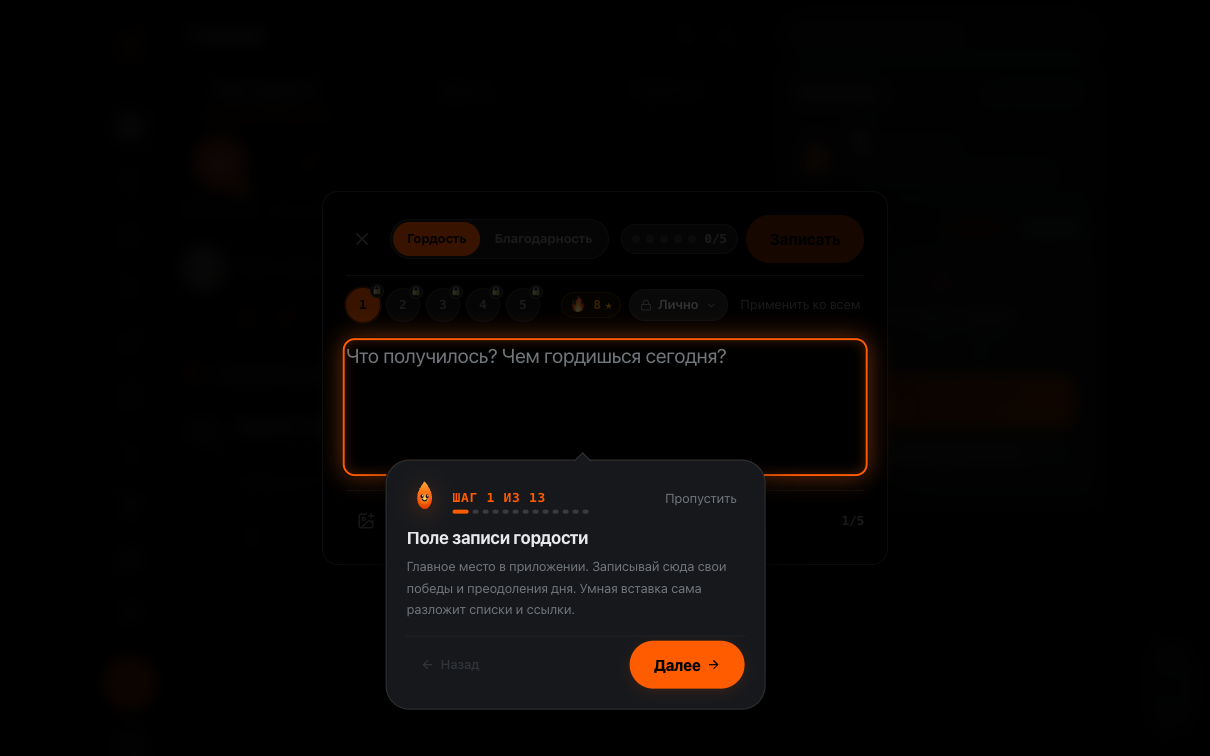 Гордость
Благодарность
0/5
Записать
1
2
3
4
5
8 ★
Лично
Применить ко всем
Что получилось? Чем гордишься сегодня?
ШАГ 1 ИЗ 13
Пропустить
1/5
Поле записи гордости
Главное место в приложении. Записывай сюда свои
победы и преодоления дня. Умная вставка сама
разложит списки и ссылки.
← Назад
Далее →